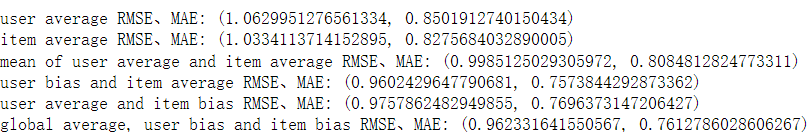 user average RMSE、MAE: (1.0629951276561334, 0.8501912740150434)
item average RMSE、MAE: (1.0334113714152895, 0.8275684032890005)
mean of user average and item average RMSE、MAE: (0.9985125029305972, 0.8084812824773311)
user bias and item average RMSE、MAE: (0.9602429647790681, 0.7573844292873362)
user average and item bias RMSE、MAE: (0.9757862482949855, 0.7696373147206427)
global average, user bias and item bias RMSE、MAE: (0.962331641550567, 0.7612786028606267)